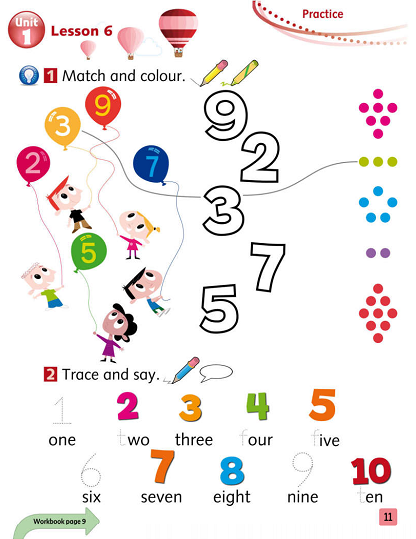 Unit 1
Lesson 6
Practice
1 Match and colour.
9
3
2
7
5
9
2
3
7
5
2 Trace and say.
1 2 3 4 5
one two three four five
6 7 8 9 10
six seven eight nine ten
Workbook page 9
11